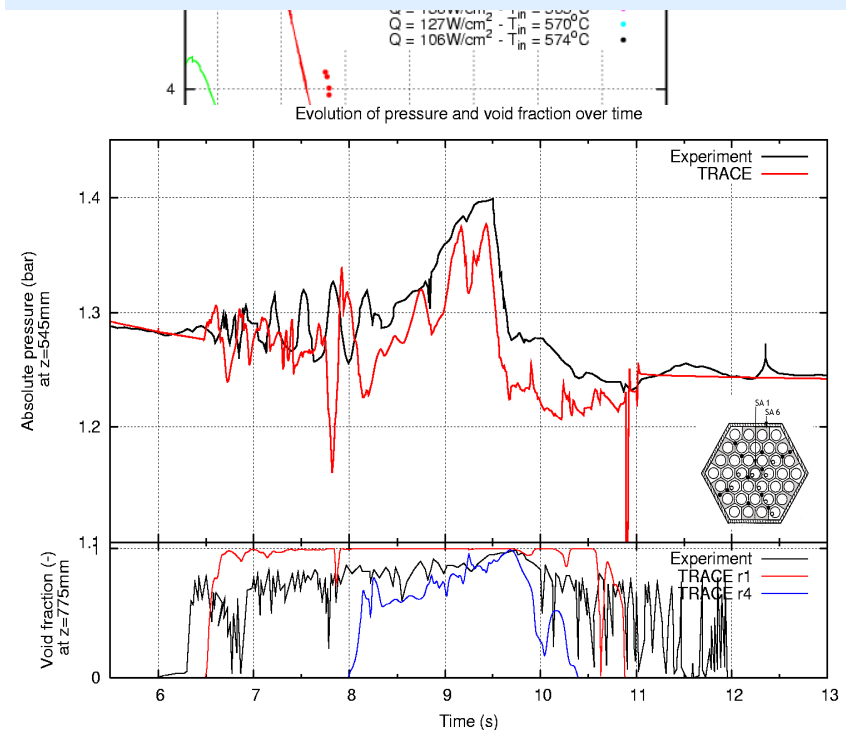 Q = 127W/cm2 - Tin = 570oC
Q = 106W/cm2 - Tin = 574oC
4
Evolution of pressure and void fraction over time
Experiment
TRACE
1.4
1.3
1.2
1.1
Absolute pressure (bar)
at z=545mm
SA 1
SA 6
1
0
Void fraction (-)
at z=775mm
Experiment
TRACE r1
TRACE r4
6 7 8 9 10 11 12 13
Time (s)